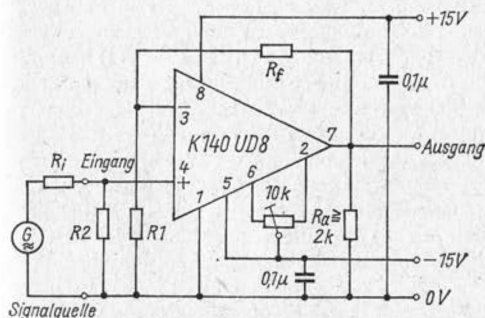 +15V
8
R_f
0,1μ
3
K140 UD8
7
Ausgang
R_i
Eingang
4
2
6
1
5
10k
R_a≧
2k
G
R2
R1
−15V
0,1μ
0V
Signalquelle